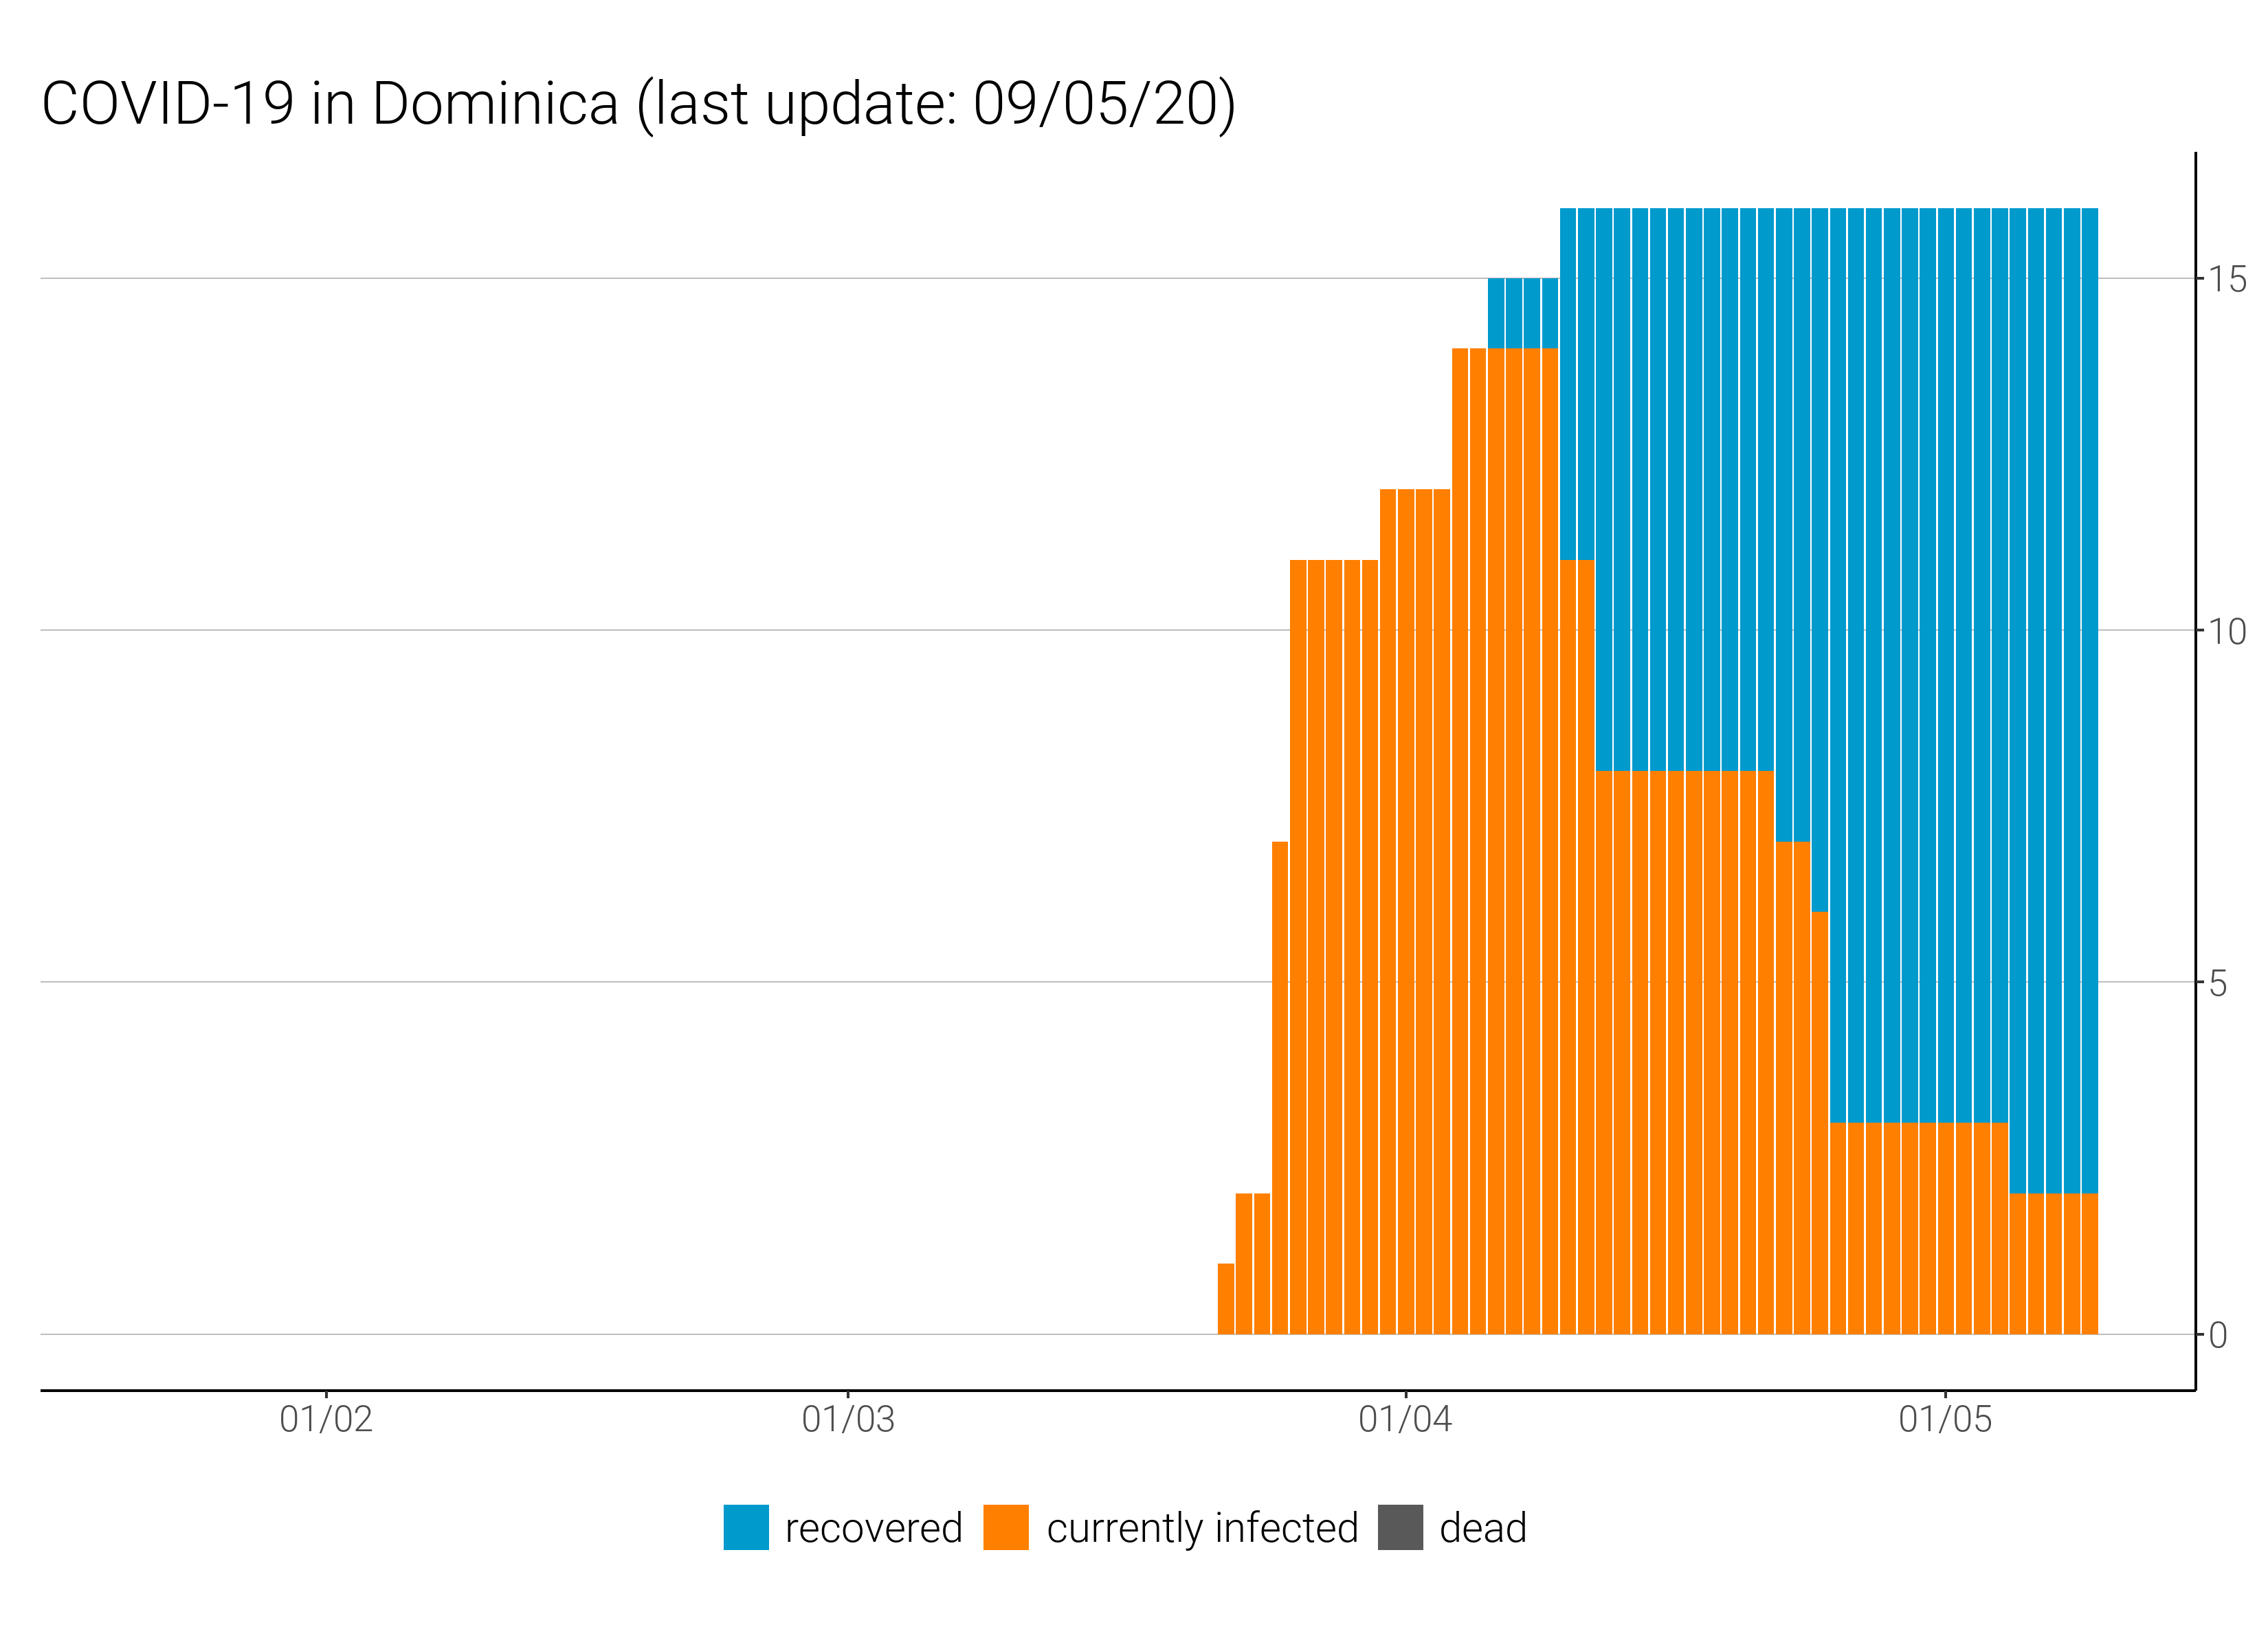 COVID-19 in Dominica (last update: 09/05/20)
15
10
5
0
01/02 01/03 01/04 01/05
recovered currently infected dead